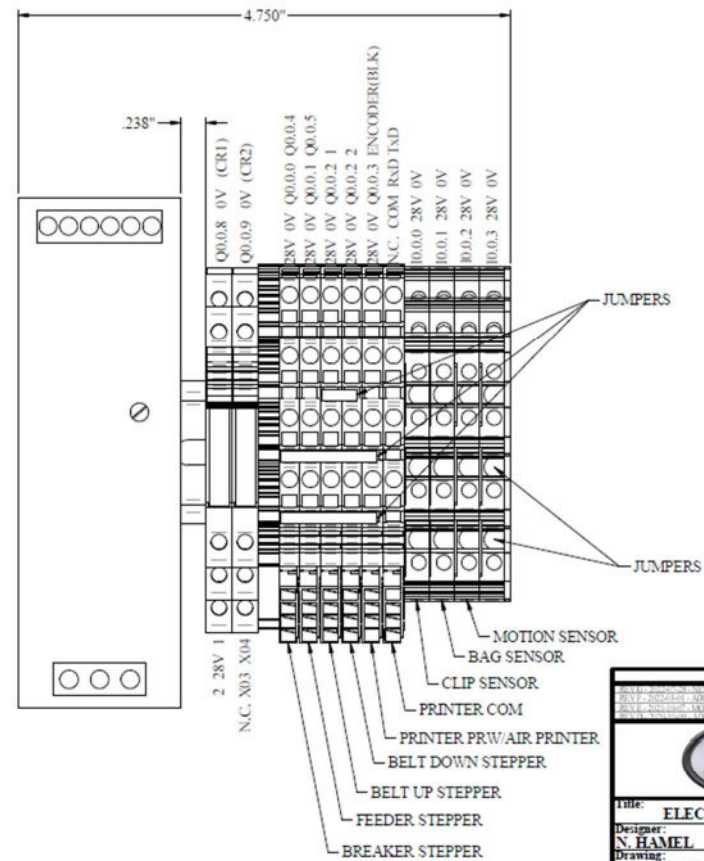 4.750"
.238"
Q0.0.8 0V (CR1)
Q0.0.9 0V (CR2)
28V 0V Q0.0.0 Q0.0.4
28V 0V Q0.0.1 Q0.0.5
28V 0V Q0.0.2 1
28V 0V Q0.2.2 2
28V 0V Q0.0.3 ENCODER(BLK)
N.C. COM RxD TxD
I0.0.0 28V 0V
I0.0.1 28V 0V
I0.0.2 28V 0V
I0.0.3 28V 0V
JUMPERS
JUMPERS
MOTION SENSOR
BAG SENSOR
CLIP SENSOR
PRINTER COM
PRINTER PRW/AIR PRINTER
BELT DOWN STEPPER
BELT UP STEPPER
FEEDER STEPPER
BREAKER STEPPER
2 28V 1
N.C. X03 X04
Title:
ELEC
Designer:
N. HAMEL
Drawing: